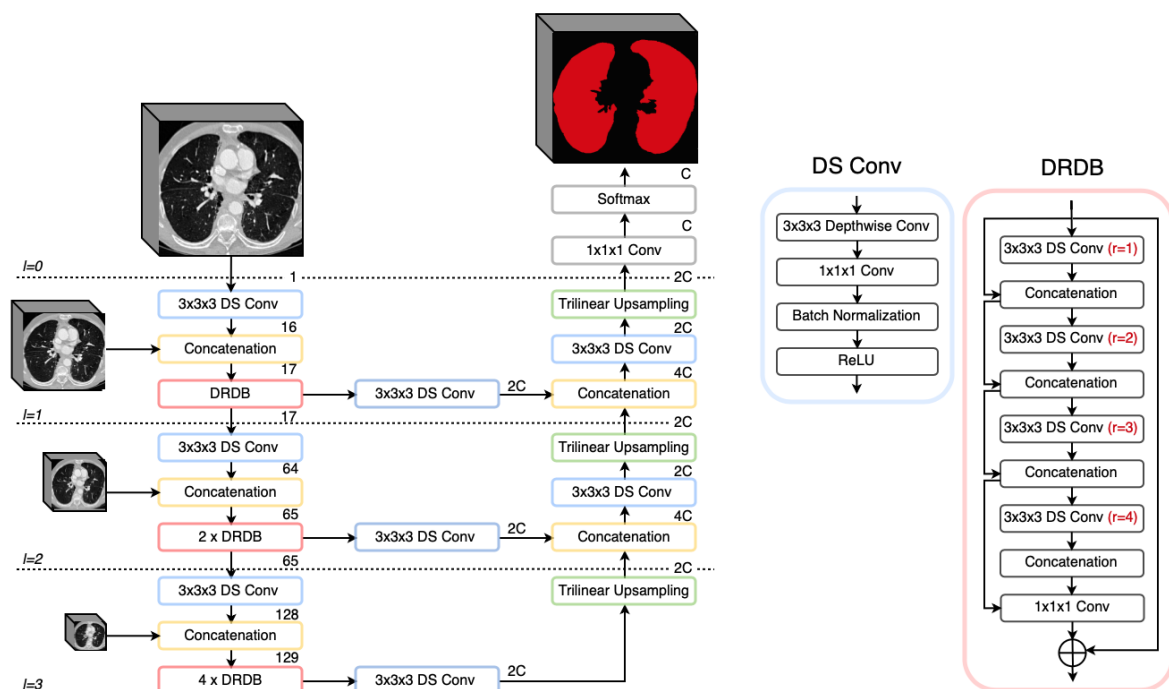 C
Softmax
C
1x1x1 Conv
l=0
1
2C
3x3x3 DS Conv
Trilinear Upsampling
16
2C
Concatenation
3x3x3 DS Conv
17
4C
DRDB
3x3x3 DS Conv
2C
Concatenation
l=1
17
2C
3x3x3 DS Conv
Trilinear Upsampling
64
2C
Concatenation
3x3x3 DS Conv
65
4C
2 x DRDB
3x3x3 DS Conv
2C
Concatenation
l=2
65
2C
3x3x3 DS Conv
Trilinear Upsampling
128
Concatenation
129
4 x DRDB
3x3x3 DS Conv
2C
l=3
DS Conv
3x3x3 Depthwise Conv
1x1x1 Conv
Batch Normalization
ReLU
DRDB
3x3x3 DS Conv (r=1)
Concatenation
3x3x3 DS Conv (r=2)
Concatenation
3x3x3 DS Conv (r=3)
Concatenation
3x3x3 DS Conv (r=4)
Concatenation
1x1x1 Conv